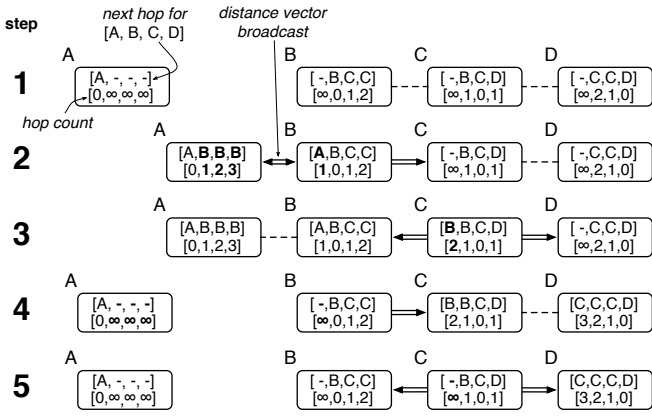 next hop for
[A, B, C, D]
distance vector
broadcast
step
A B C D
1
[A, -, -, -] [ -,B,C,C] [ -,B,C,D] [ -,C,C,D]
[0,∞,∞,∞] [∞,0,1,2] [∞,1,0,1] [∞,2,1,0]
hop count
A B C D
2
[A,B,B,B] [A,B,C,C] [ -,B,C,D] [ -,C,C,D]
[0,1,2,3] [1,0,1,2] [∞,1,0,1] [∞,2,1,0]
A B C D
3
[A,B,B,B] [A,B,C,C] [B,B,C,D] [ -,C,C,D]
[0,1,2,3] [1,0,1,2] [2,1,0,1] [∞,2,1,0]
A B C D
4
[A, -, -, -] [ -,B,C,C] [B,B,C,D] [C,C,C,D]
[0,∞,∞,∞] [∞,0,1,2] [2,1,0,1] [3,2,1,0]
A B C D
5
[A, -, -, -] [ -,B,C,C] [ -,B,C,D] [C,C,C,D]
[0,∞,∞,∞] [∞,0,1,2] [∞,1,0,1] [3,2,1,0]